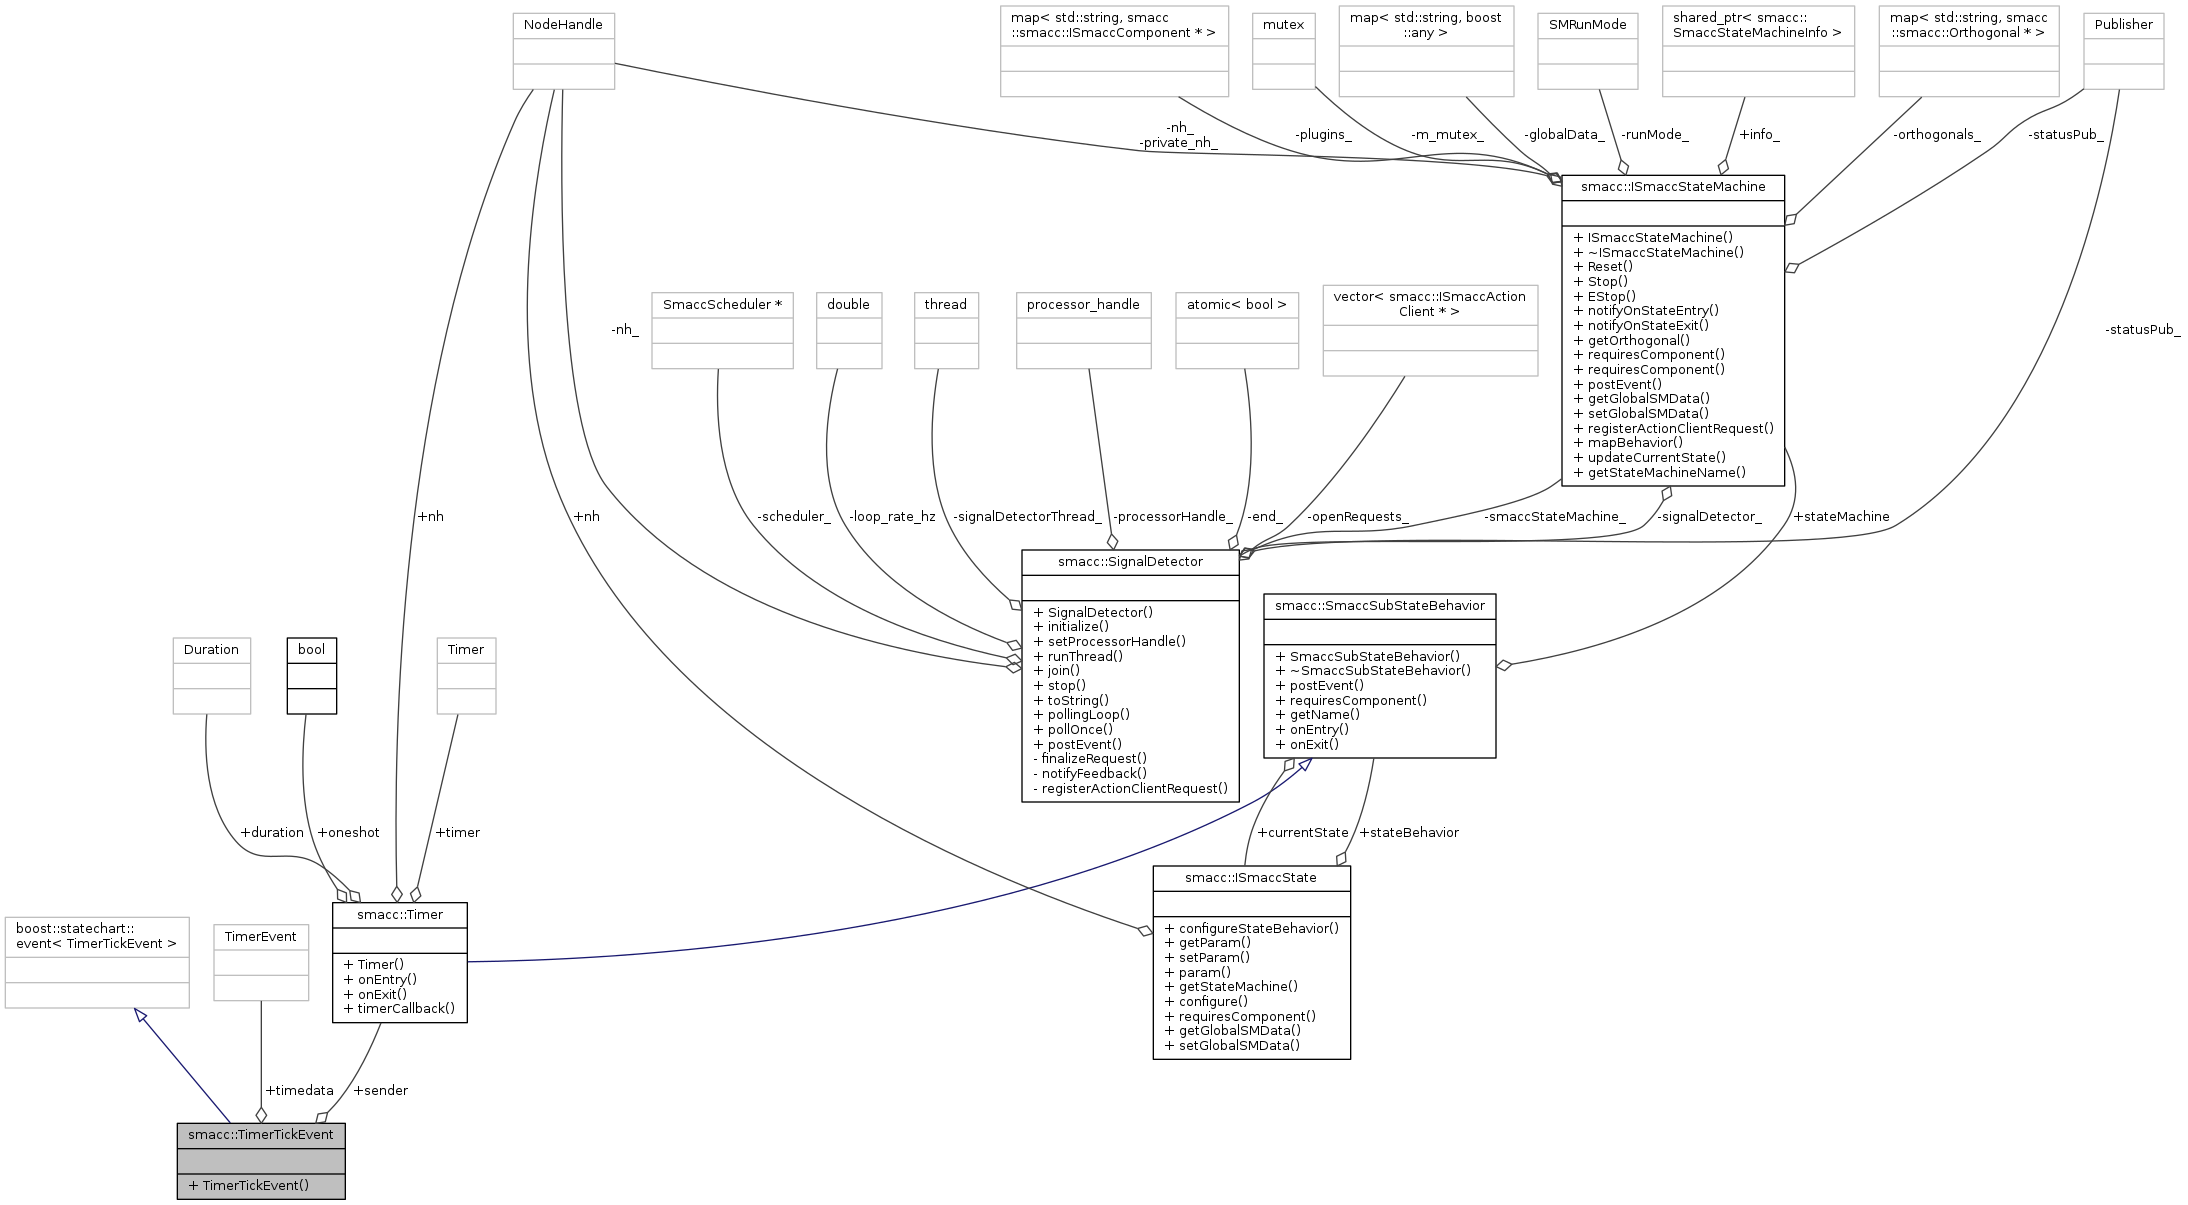 NodeHandle
map< std::string, smacc
::smacc::ISmaccComponent * >
mutex
map< std::string, boost
::any >
SMRunMode
shared_ptr< smacc::
SmaccStateMachineInfo >
map< std::string, smacc
::smacc::Orthogonal * >
Publisher
-nh_
-private_nh_
-plugins_
-m_mutex_
-globalData_
-runMode_
+info_
-orthogonals_
-statusPub_
smacc::ISmaccStateMachine
+ ISmaccStateMachine()
+ ~ISmaccStateMachine()
+ Reset()
+ Stop()
+ EStop()
+ notifyOnStateEntry()
+ notifyOnStateExit()
+ getOrthogonal()
+ requiresComponent()
+ requiresComponent()
+ postEvent()
+ getGlobalSMData()
+ setGlobalSMData()
+ registerActionClientRequest()
+ mapBehavior()
+ updateCurrentState()
+ getStateMachineName()
-nh_
SmaccScheduler *
double
thread
processor_handle
atomic< bool >
vector< smacc::ISmaccAction
Client * >
-statusPub_
+nh
+nh
-scheduler_
-loop_rate_hz
-signalDetectorThread_
-processorHandle_
-end_
-openRequests_
-smaccStateMachine_
-signalDetector_
+stateMachine
smacc::SignalDetector
+ SignalDetector()
+ initialize()
+ setProcessorHandle()
+ runThread()
+ join()
+ stop()
+ toString()
+ pollingLoop()
+ pollOnce()
+ postEvent()
- finalizeRequest()
- notifyFeedback()
- registerActionClientRequest()
smacc::SmaccSubStateBehavior
+ SmaccSubStateBehavior()
+ ~SmaccSubStateBehavior()
+ postEvent()
+ requiresComponent()
+ getName()
+ onEntry()
+ onExit()
Duration
bool
Timer
+duration
+oneshot
+timer
+currentState
+stateBehavior
smacc::ISmaccState
+ configureStateBehavior()
+ getParam()
+ setParam()
+ param()
+ getStateMachine()
+ configure()
+ requiresComponent()
+ getGlobalSMData()
+ setGlobalSMData()
boost::statechart::
event< TimerTickEvent >
TimerEvent
smacc::Timer
+ Timer()
+ onEntry()
+ onExit()
+ timerCallback()
+timedata
+sender
smacc::TimerTickEvent
+ TimerTickEvent()